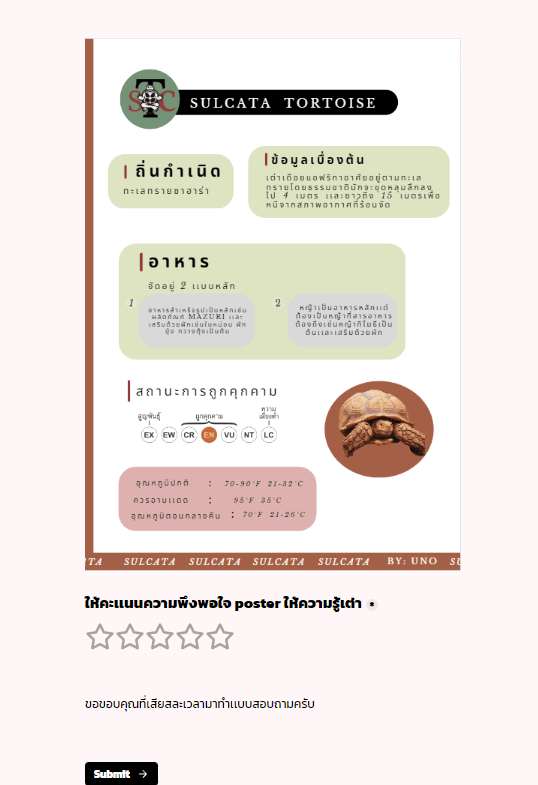 STC
SULCATA TORTOISE
ถิ่นกำเนิด
ทะเลทรายซาฮาร่า
ข้อมูลเบื่องต้น
เต่าเดือยแอฟริกาอาศัยอยู่ตามทะเล
ทรายโดยธรรมชาติมักจะขุดหลุมลึกลง
ไป 4 เมตร และยาวถึง 15 เมตรเพื่อ
หนีจากสภาพอากาศที่ร้อนจัด
อาหาร
จัดอยู่ 2 แบบหลัก
1
อาหารสำเร็จรูปเป็นหลักเช่น
ผลิตภัณฑ์ MAZURI และ
เสริมด้วยผักเช่นใบหม่อน ผัก
บุ้ง กวางตุ้งเป็นต้น
2
หญ้าเป็นอาหารหลักแต่
ต้องเป็นหญ้าที่สารอาหาร
ต้องถึงเช่นหญ้าทิโมธีเป็น
ต้นและเสริมด้วยผัก
สถานะการถูกคุกคาม
สูญพันธุ์ ถูกคุกคาม ความเสี่ยงต่ำ
EX EW CR EN VU NT LC
อุณหภูมิปกติ : 70-90°F 21-32°C
ควรอาบแดด : 95°F 35°C
อุณหภูมิตอนกลางคืน : 70°F 21-26°C
TA SULCATA SULCATA SULCATA SULCATA BY: UNO SU
ให้คะแนนความพึงพอใจ poster ให้ความรู้เต่า *
ขอขอบคุณที่เสียสละเวลามาทำแบบสอบถามครับ
Submit →